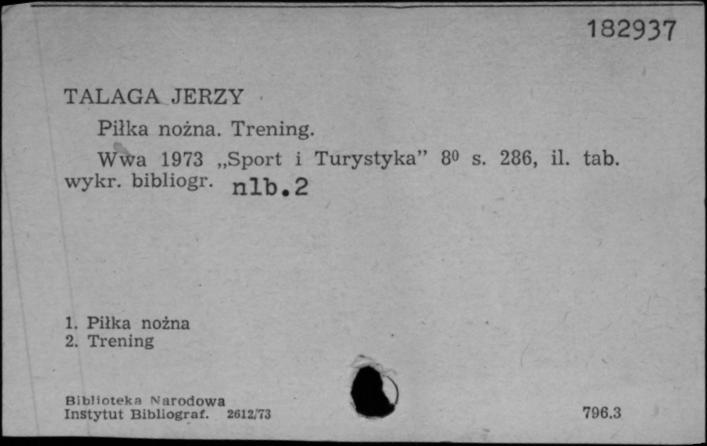 182937
TALAGA JERZY
Piłka nożna. Trening.
Wwa 1973 „Sport i Turystyka” 8⁰ s. 286, il. tab.
wykr. bibliogr. nlb.2
1. Piłka nożna
2. Trening
Biblioteka Narodowa
Instytut Bibliograf. 2612/73
796.3